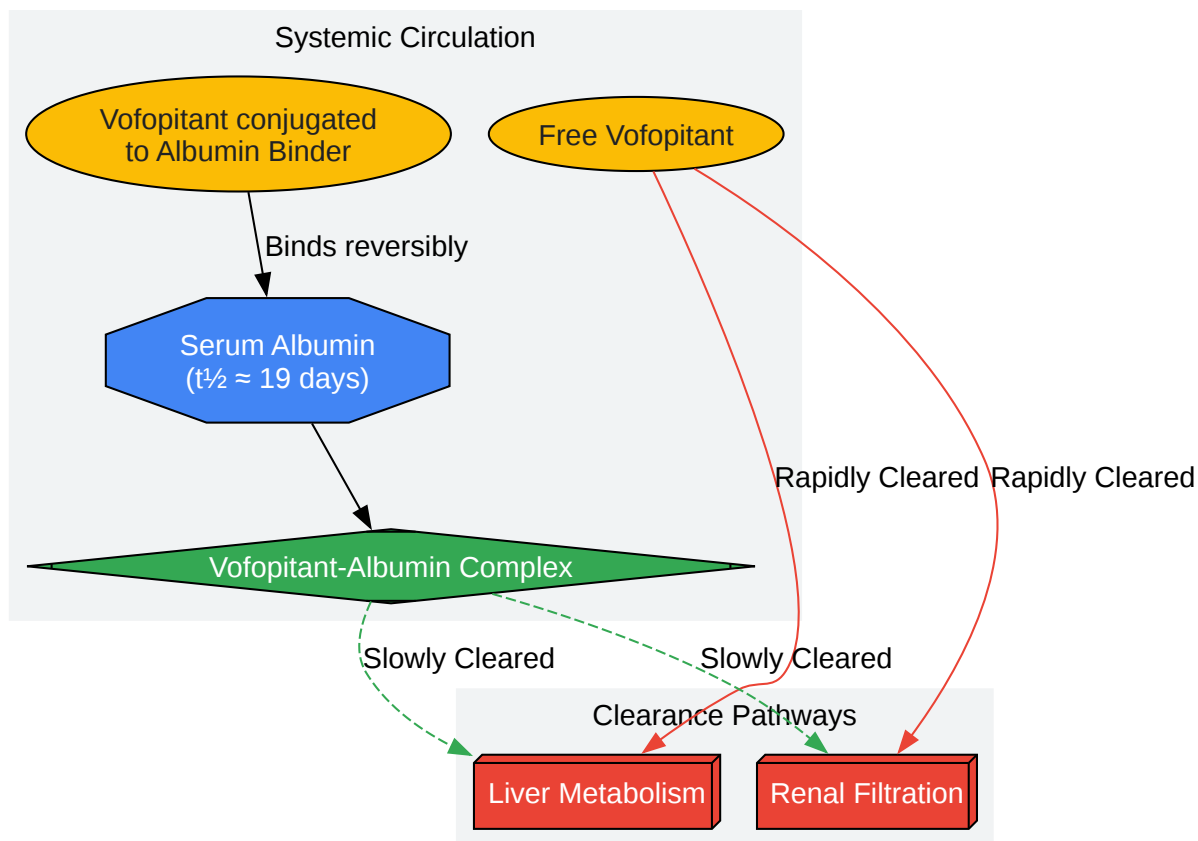 Systemic Circulation
Vofopitant conjugated
to Albumin Binder
Free Vofopitant
Binds reversibly
Serum Albumin
(t½ ≈ 19 days)
Rapidly Cleared
Rapidly Cleared
Vofopitant-Albumin Complex
Slowly Cleared
Slowly Cleared
Clearance Pathways
Liver Metabolism
Renal Filtration